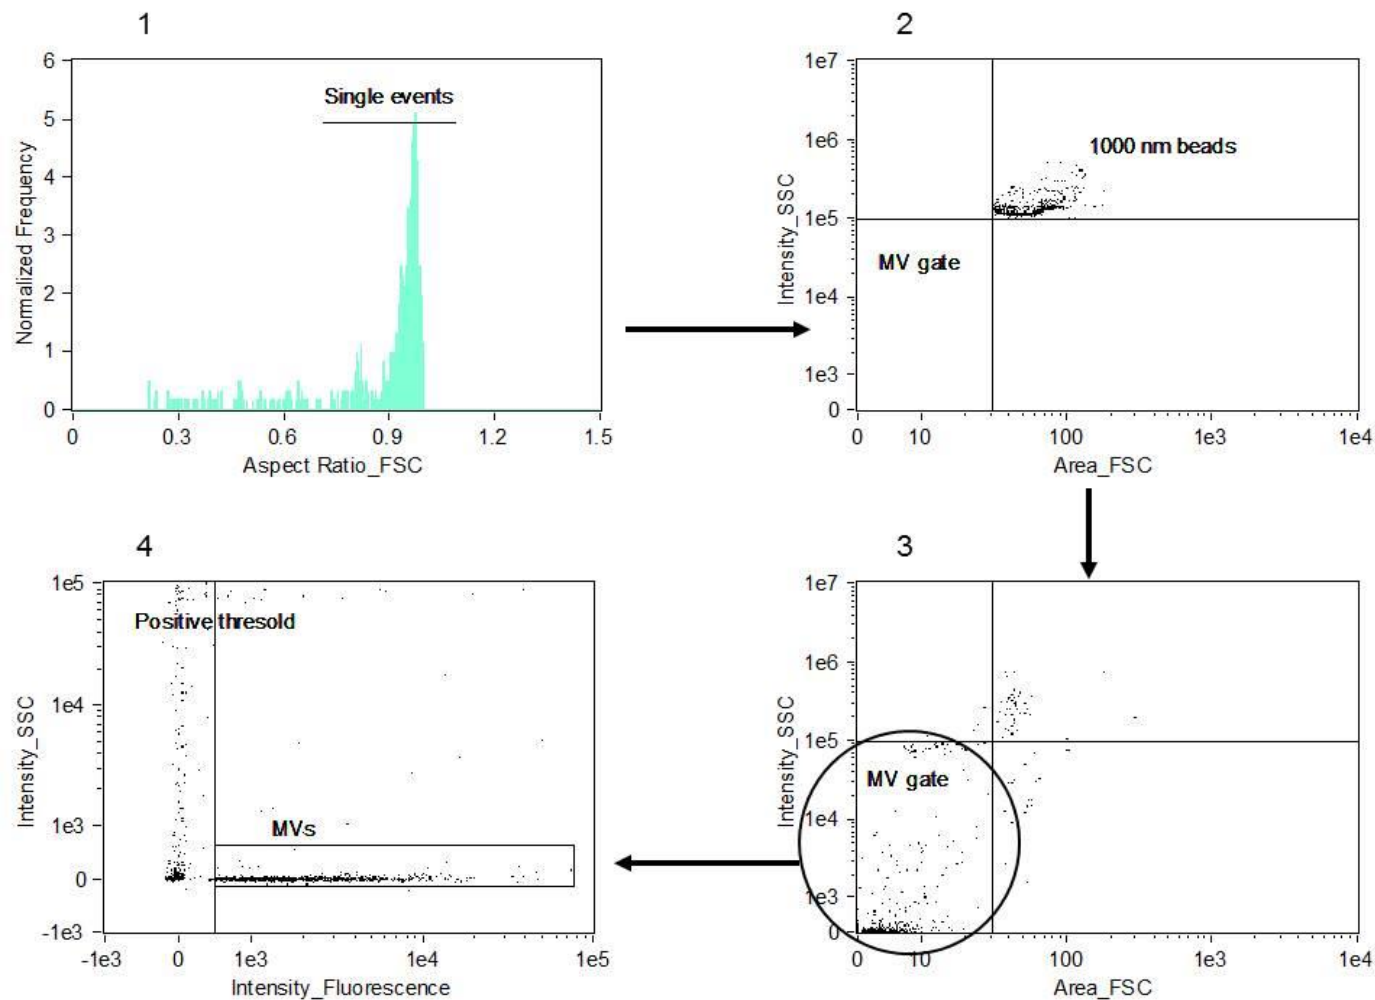 1
6
5
4
3
2
1
0
Normalized Frequency
Single events
0 0.3 0.6 0.9 1.2 1.5
Aspect Ratio_FSC
2
1e7
1e6
1e5
1e4
1e3
0
Intensity_SSC
1000 nm beads
MV gate
0 10 100 1e3 1e4
Area_FSC
4
1e5
1e4
1e3
0
-1e3
Intensity_SSC
Positive thresold
MVs
-1e3 0 1e3 1e4 1e5
Intensity_Fluorescence
3
1e7
1e6
1e5
1e4
1e3
0
Intensity_SSC
MV gate
0 10 100 1e3 1e4
Area_FSC